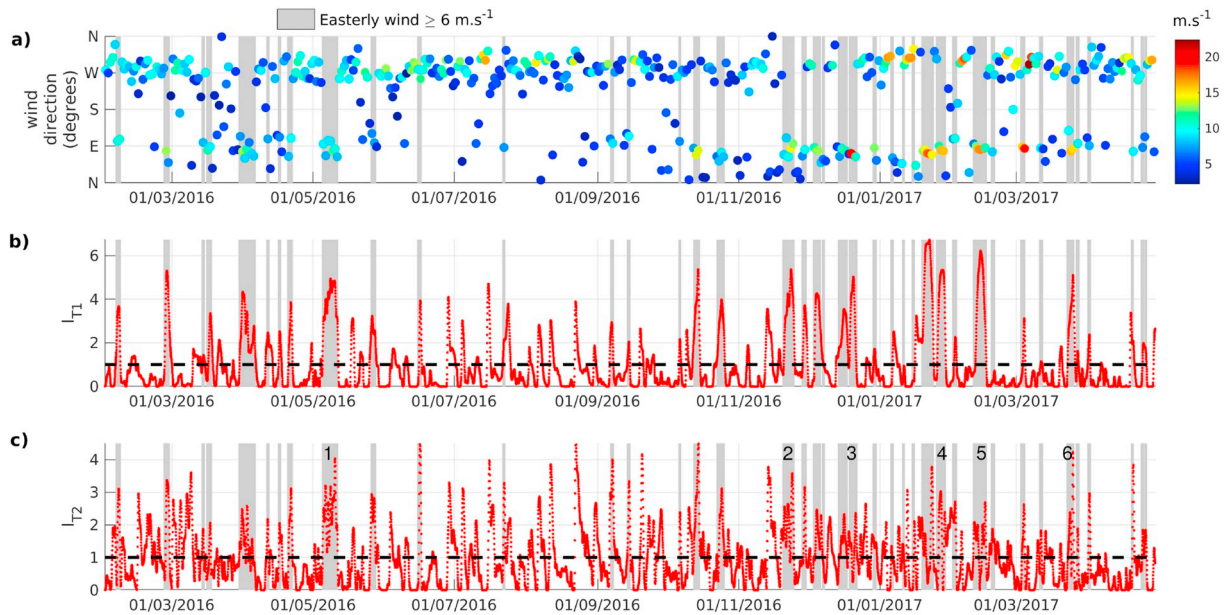 Easterly wind ≥ 6 m.s⁻¹
m.s⁻¹
a)
wind direction (degrees)
N
W
S
E
N
20
15
10
5
01/03/2016 01/05/2016 01/07/2016 01/09/2016 01/11/2016 01/01/2017 01/03/2017
b)
I_T1
6
4
2
0
01/03/2016 01/05/2016 01/07/2016 01/09/2016 01/11/2016 01/01/2017 01/03/2017
c)
I_T2
4
3
2
1
0
1 2 3 4 5 6
01/03/2016 01/05/2016 01/07/2016 01/09/2016 01/11/2016 01/01/2017 01/03/2017